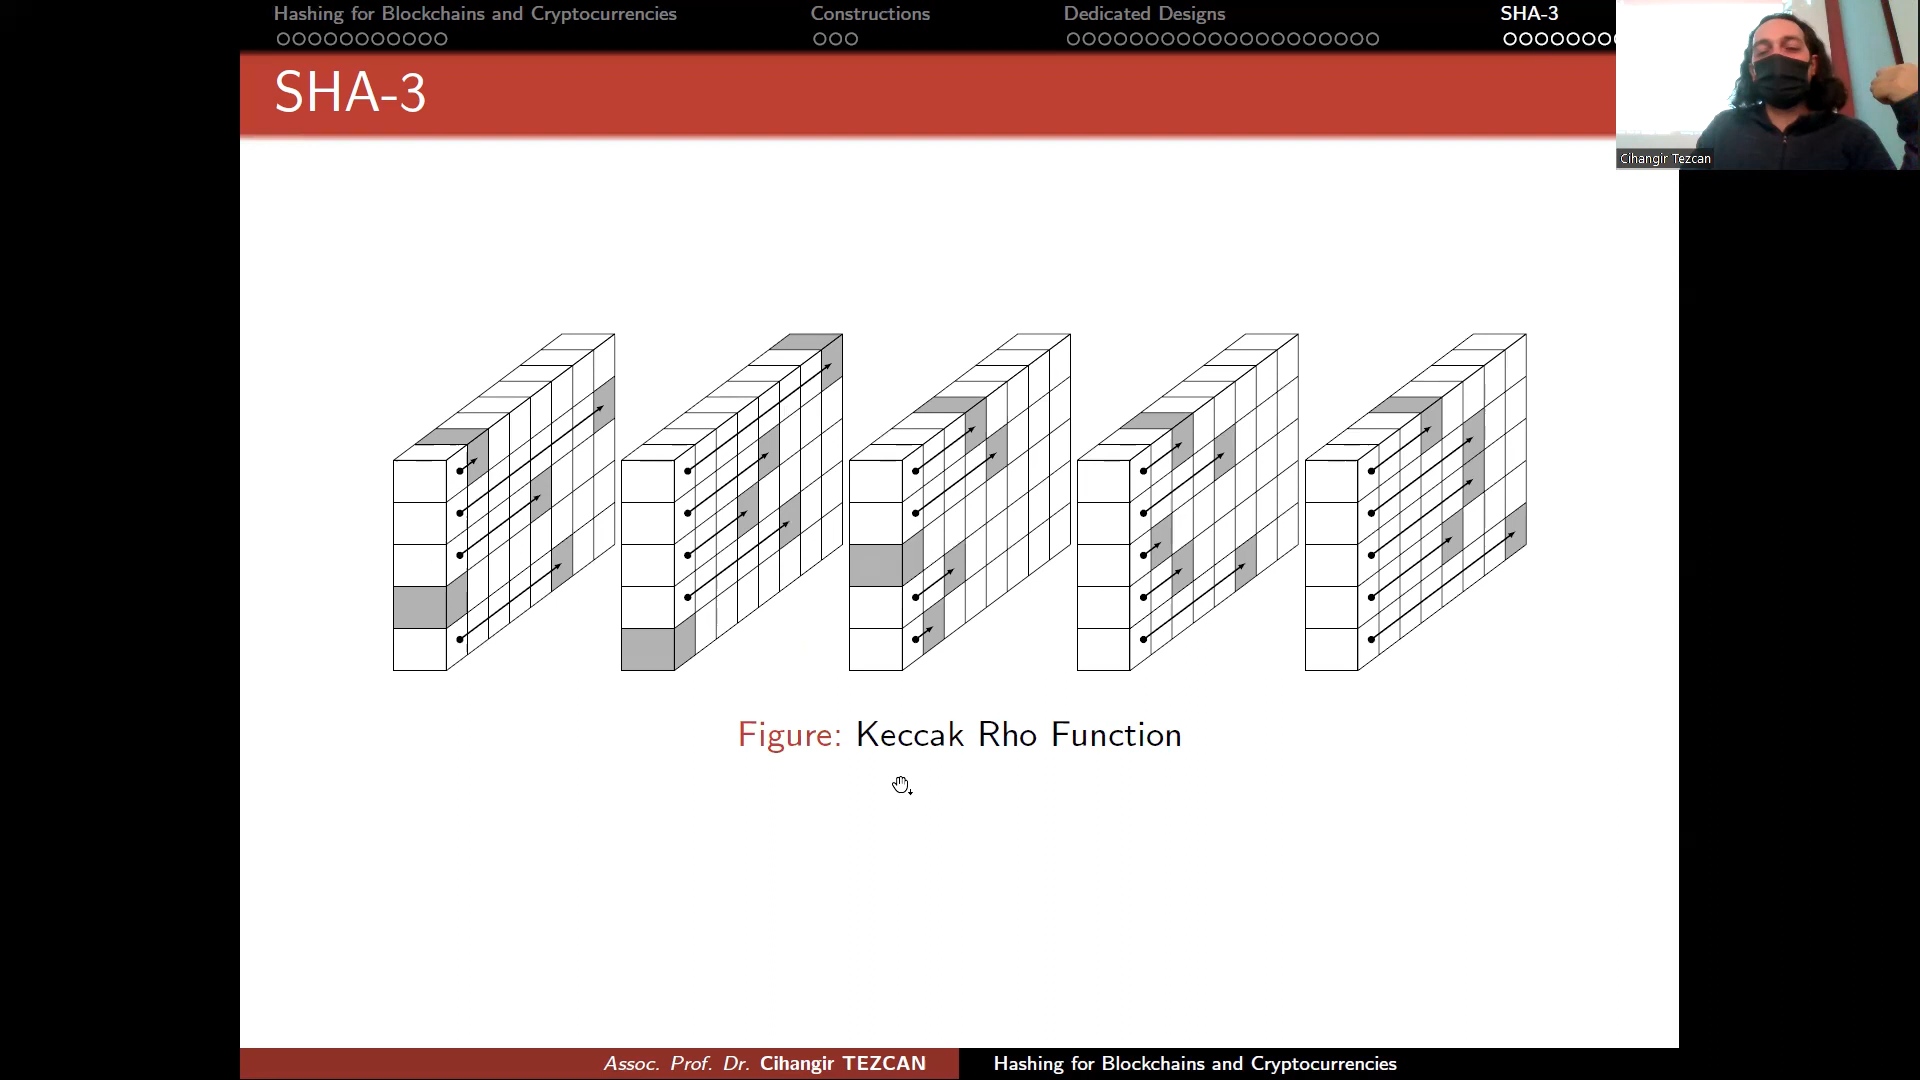 Hashing for Blockchains and Cryptocurrencies
Constructions
Dedicated Designs
SHA-3
SHA-3
Cihangir Tezcan
Figure: Keccak Rho Function
Assoc. Prof. Dr. Cihangir TEZCAN
Hashing for Blockchains and Cryptocurrencies